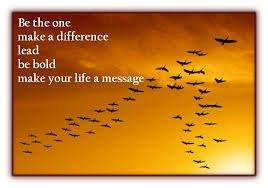 Be the one
make a difference
lead
be bold
make your life a message